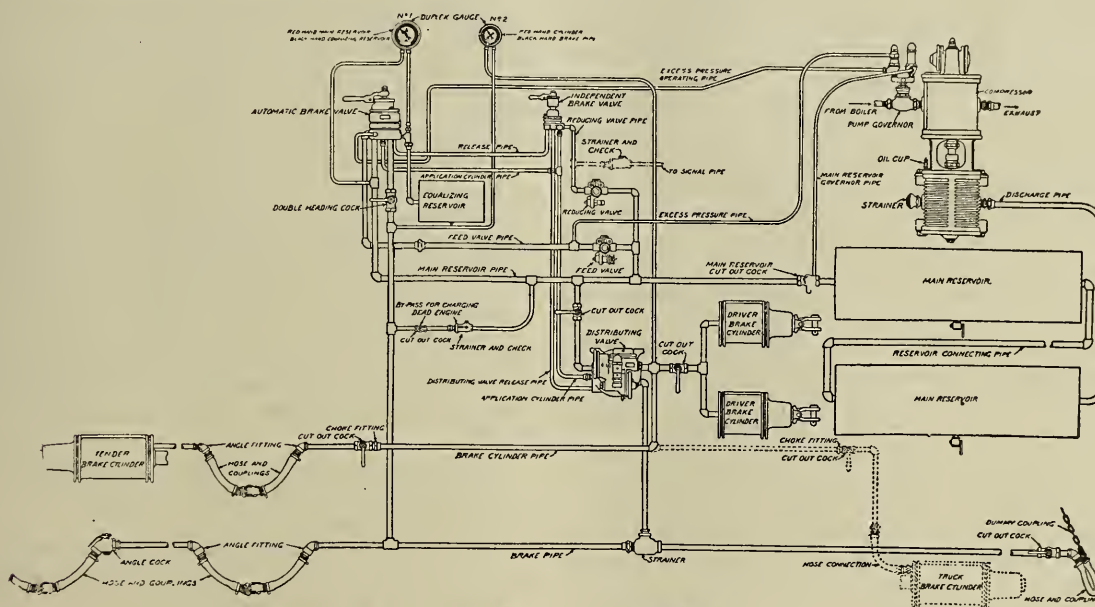 Nº1 DUPLEX GAUGE Nº2
RED HAND MAIN RESERVOIR
BLACK HAND EQUALIZING RESERVOIR
RED HAND CYLINDER
BLACK HAND BRAKE PIPE
EXCESS PRESSURE
OPERATING PIPE
COMPRESSOR
FROM BOILER
EXHAUST
PUMP GOVERNOR
INDEPENDENT
BRAKE VALVE
AUTOMATIC BRAKE VALVE
REDUCING VALVE PIPE
RELEASE PIPE
STRAINER AND
CHECK
TO SIGNAL PIPE
OIL CUP
APPLICATION CYLINDER PIPE
MAIN RESERVOIR
GOVERNOR PIPE
EQUALIZING
RESERVOIR
DOUBLE HEADING COCK
REDUCING VALVE
EXCESS PRESSURE PIPE
STRAINER
DISCHARGE PIPE
FEED VALVE PIPE
FEED VALVE
MAIN RESERVOIR PIPE
MAIN RESERVOIR
CUT OUT COCK
MAIN RESERVOIR
BY PASS FOR CHARGING
DEAD ENGINE
CUT OUT COCK
STRAINER AND CHECK
CUT OUT COCK
DISTRIBUTING
VALVE
CUT OUT
COCK
DRIVER
BRAKE
CYLINDER
RESERVOIR CONNECTING PIPE
DISTRIBUTING VALVE RELEASE PIPE
APPLICATION CYLINDER PIPE
DRIVER
BRAKE
CYLINDER
MAIN RESERVOIR
TENDER
BRAKE CYLINDER
ANGLE FITTING
HOSE AND
COUPLINGS
CHOKE FITTING
CUT OUT COCK
BRAKE CYLINDER PIPE
CHOKE FITTING
CUT OUT COCK
ANGLE COCK
HOSE AND COUPLINGS
ANGLE FITTING
BRAKE PIPE
STRAINER
HOSE CONNECTION
TRUCK
BRAKE CYLINDER
DUMMY COUPLING
CUT OUT COCK
HOSE AND COUPLING